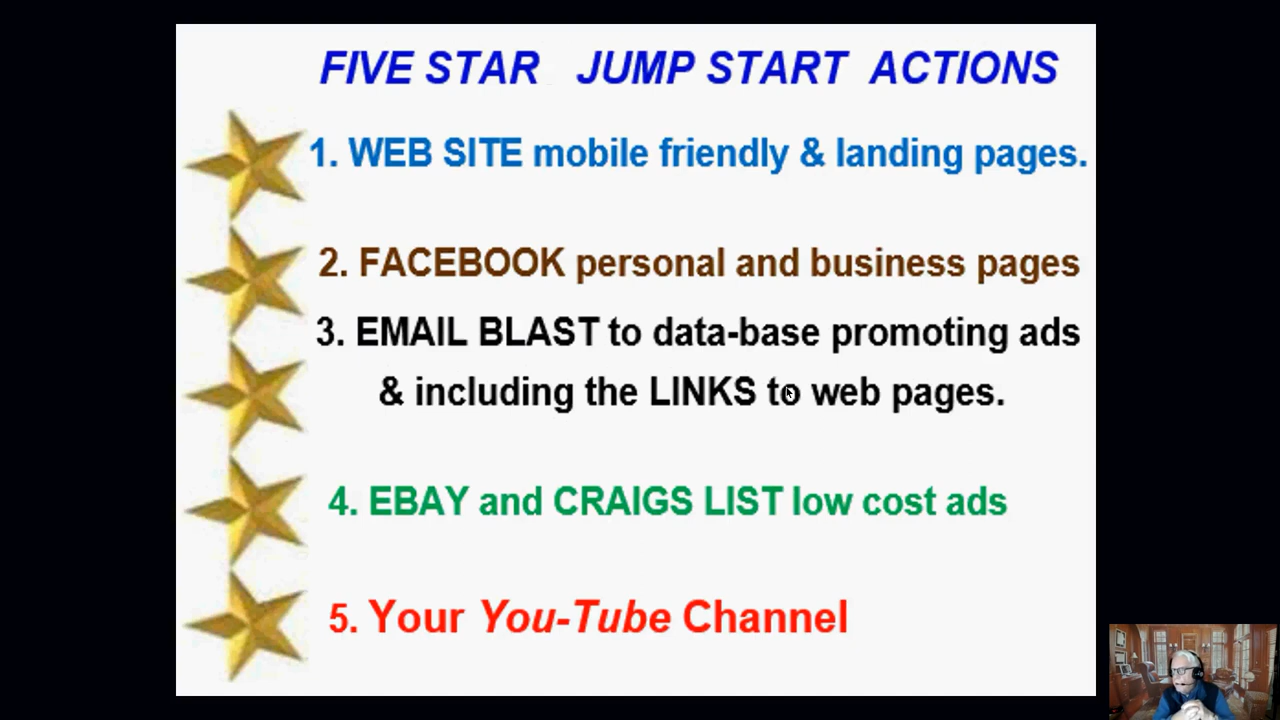 FIVE STAR JUMP START ACTIONS
1. WEB SITE mobile friendly & landing pages.
2. FACEBOOK personal and business pages
3. EMAIL BLAST to data-base promoting ads
& including the LINKS to web pages.
4. EBAY and CRAIGS LIST low cost ads
5. Your You-Tube Channel